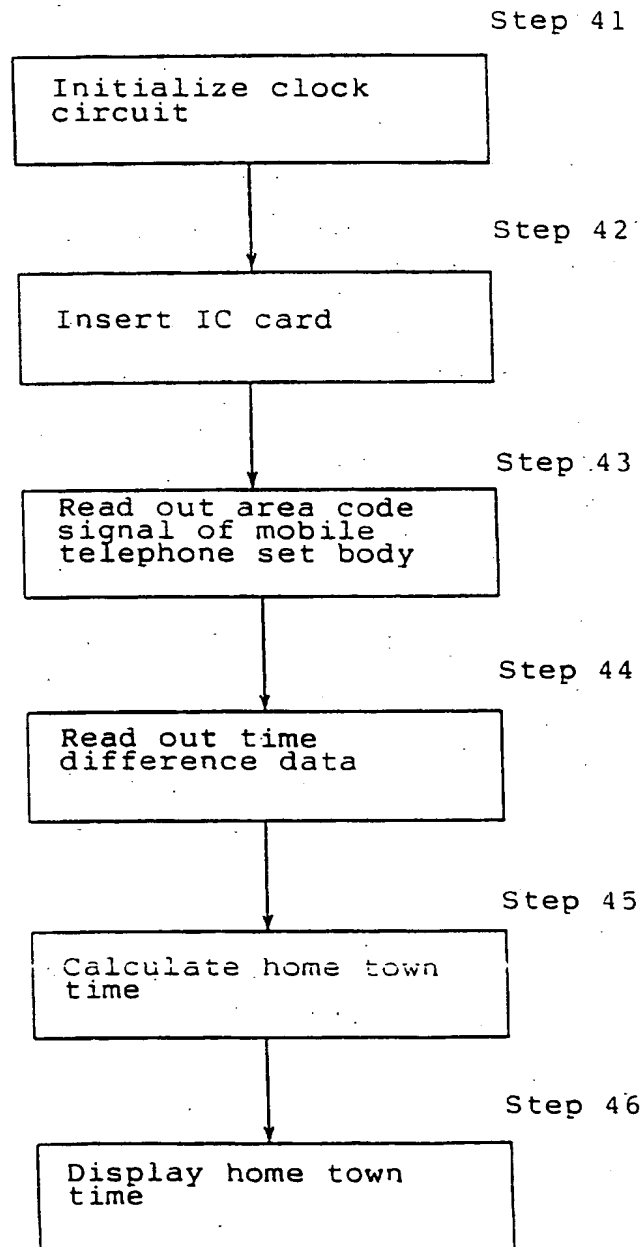 Step 41
Initialize clock
circuit
Step 42
Insert IC card
Step 43
Read out area code
signal of mobile
telephone set body
Step 44
Read out time
difference data
Step 45
Calculate home town
time
Step 46
Display home town
time